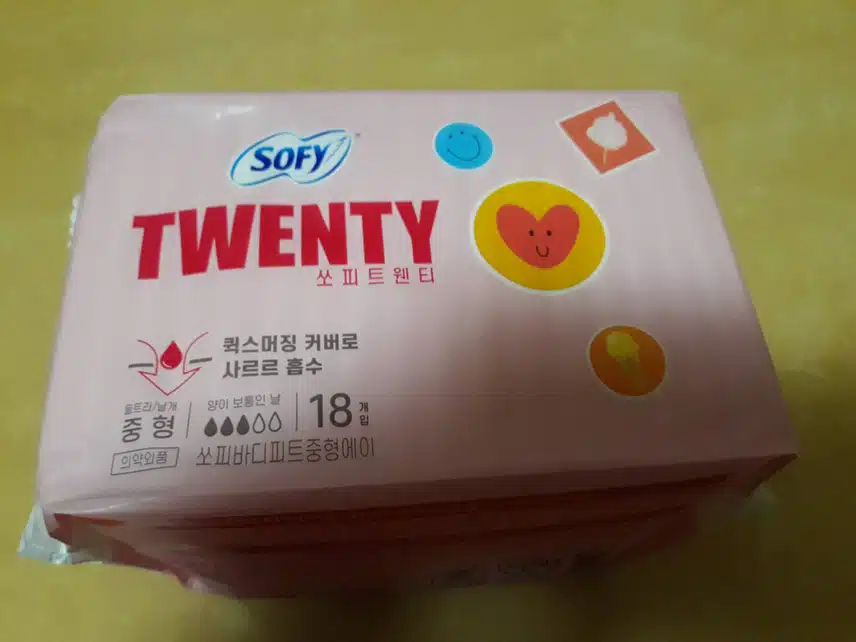 SOFY
TWENTY
쏘피트웬티
퀵스머징 커버로
사르르 흡수
울트라/날개
중형
양이 보통인 날
18개입
의약외품
쏘피바디피트중형에이